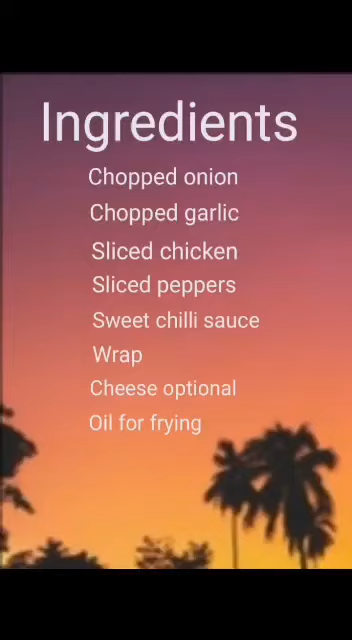 Ingredients
Chopped onion
Chopped garlic
Sliced chicken
Sliced peppers
Sweet chilli sauce
Wrap
Cheese optional
Oil for frying